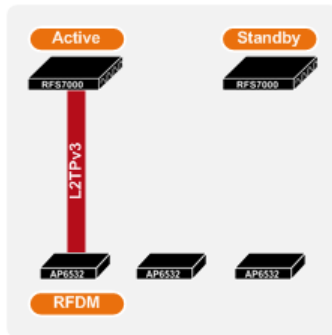 Active
Standby
RFS7000
RFS7000
L2TPv3
AP6532
AP6532
AP6532
RFDM